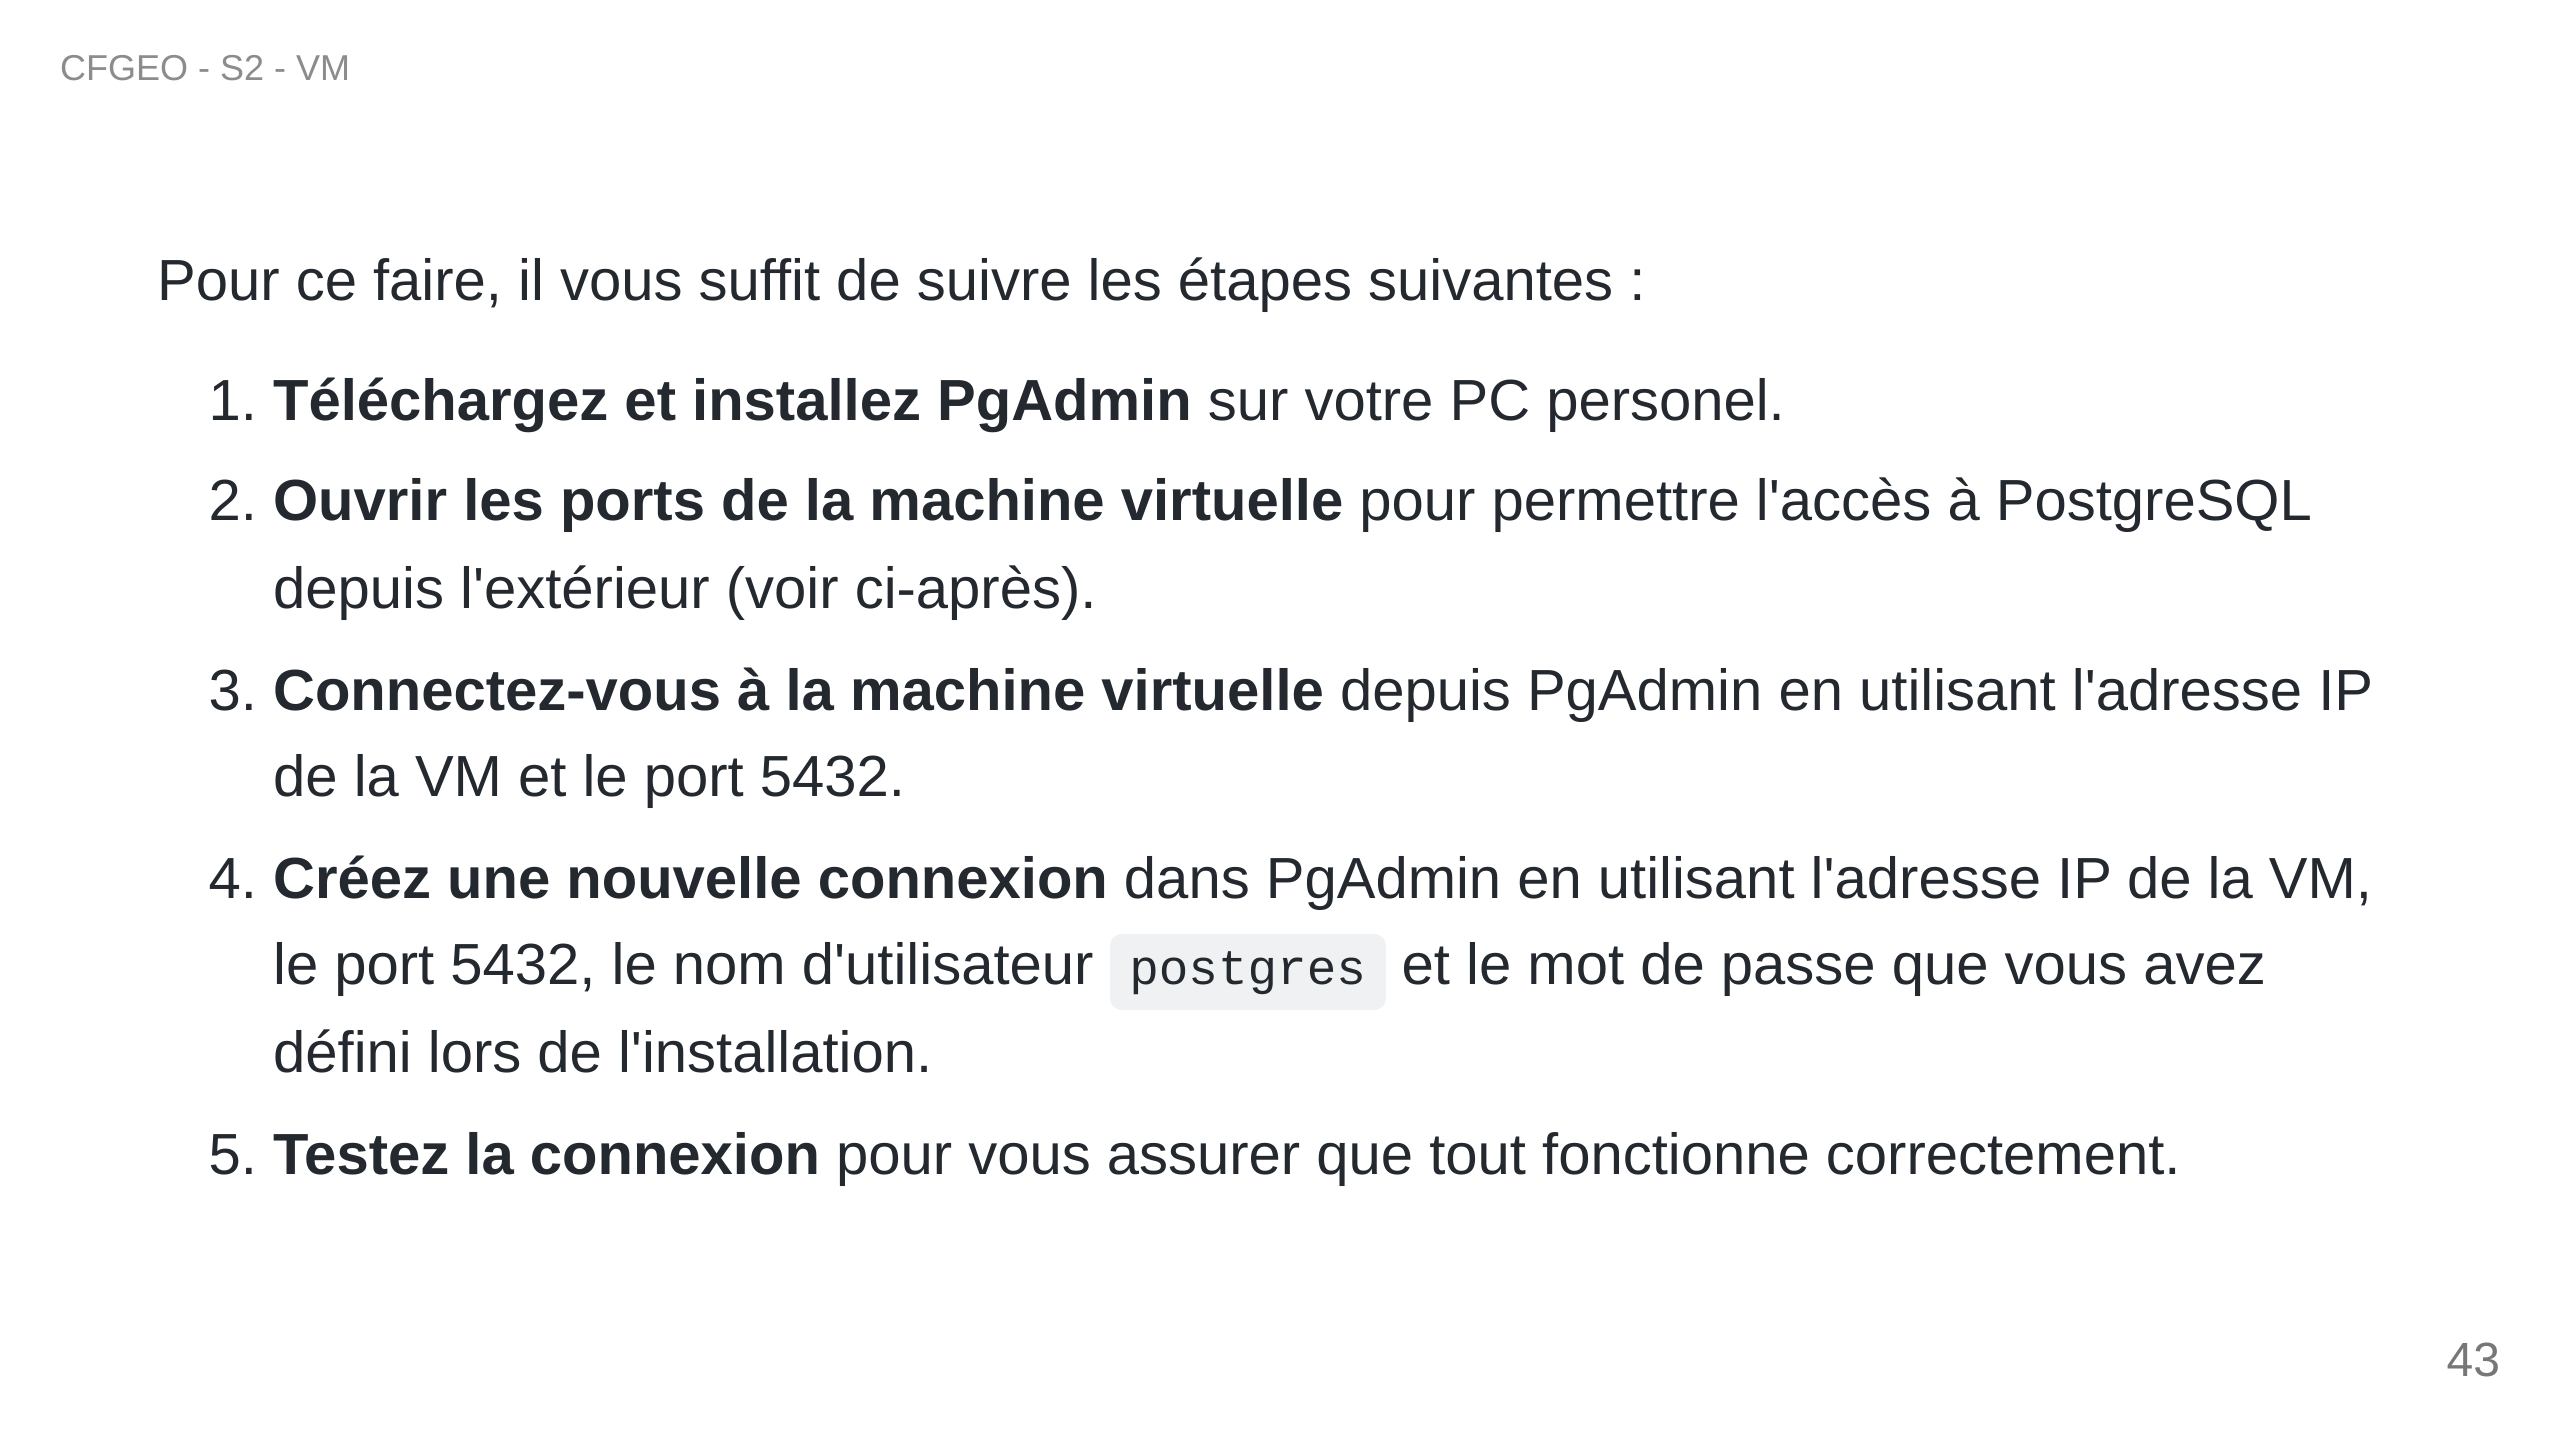 CFGEO - S2 - VM
Pour ce faire, il vous suffit de suivre les étapes suivantes :
1. Téléchargez et installez PgAdmin sur votre PC personel.
2. Ouvrir les ports de la machine virtuelle pour permettre l'accès à PostgreSQL
depuis l'extérieur (voir ci-après).
3. Connectez-vous à la machine virtuelle depuis PgAdmin en utilisant l'adresse IP
de la VM et le port 5432.
4. Créez une nouvelle connexion dans PgAdmin en utilisant l'adresse IP de la VM,
le port 5432, le nom d'utilisateur postgres et le mot de passe que vous avez
défini lors de l'installation.
5. Testez la connexion pour vous assurer que tout fonctionne correctement.
43